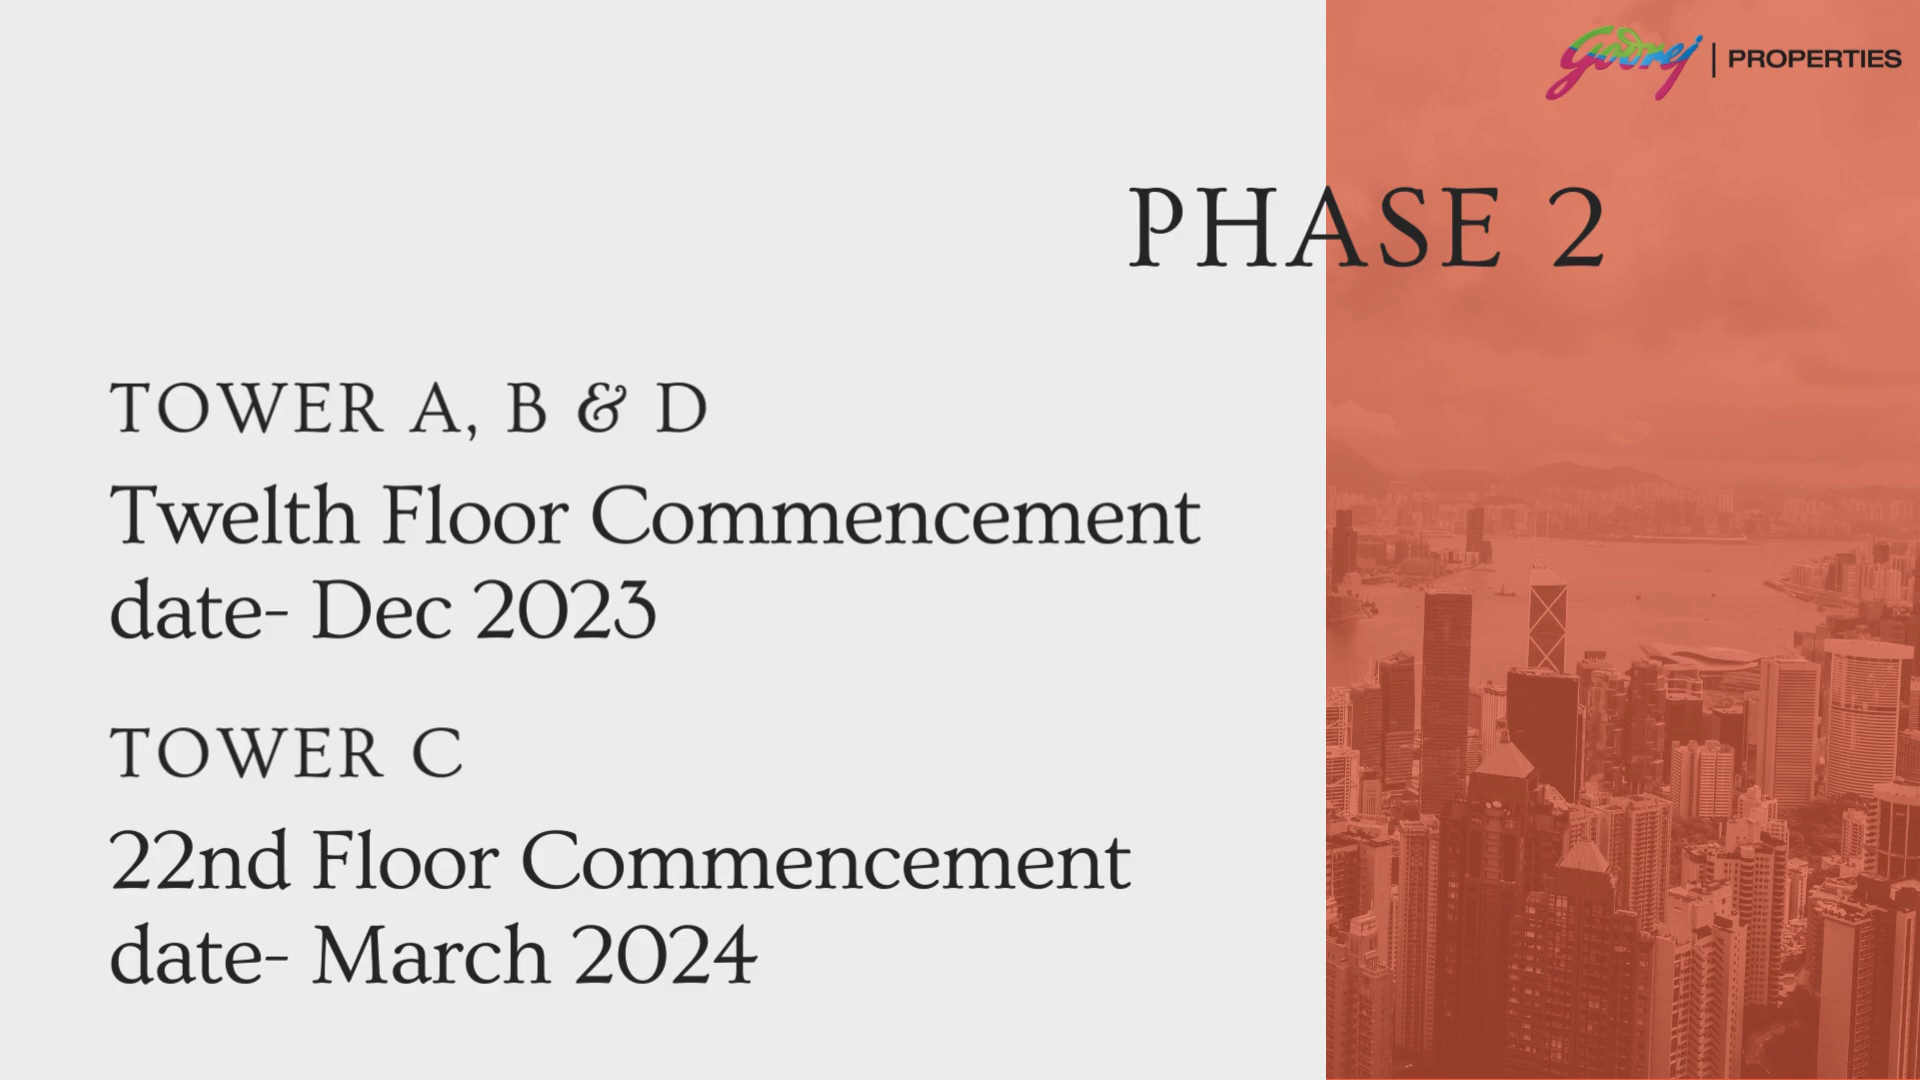 Godrej | PROPERTIES
PHASE 2
TOWER A, B & D
Twelth Floor Commencement
date- Dec 2023
TOWER C
22nd Floor Commencement
date- March 2024